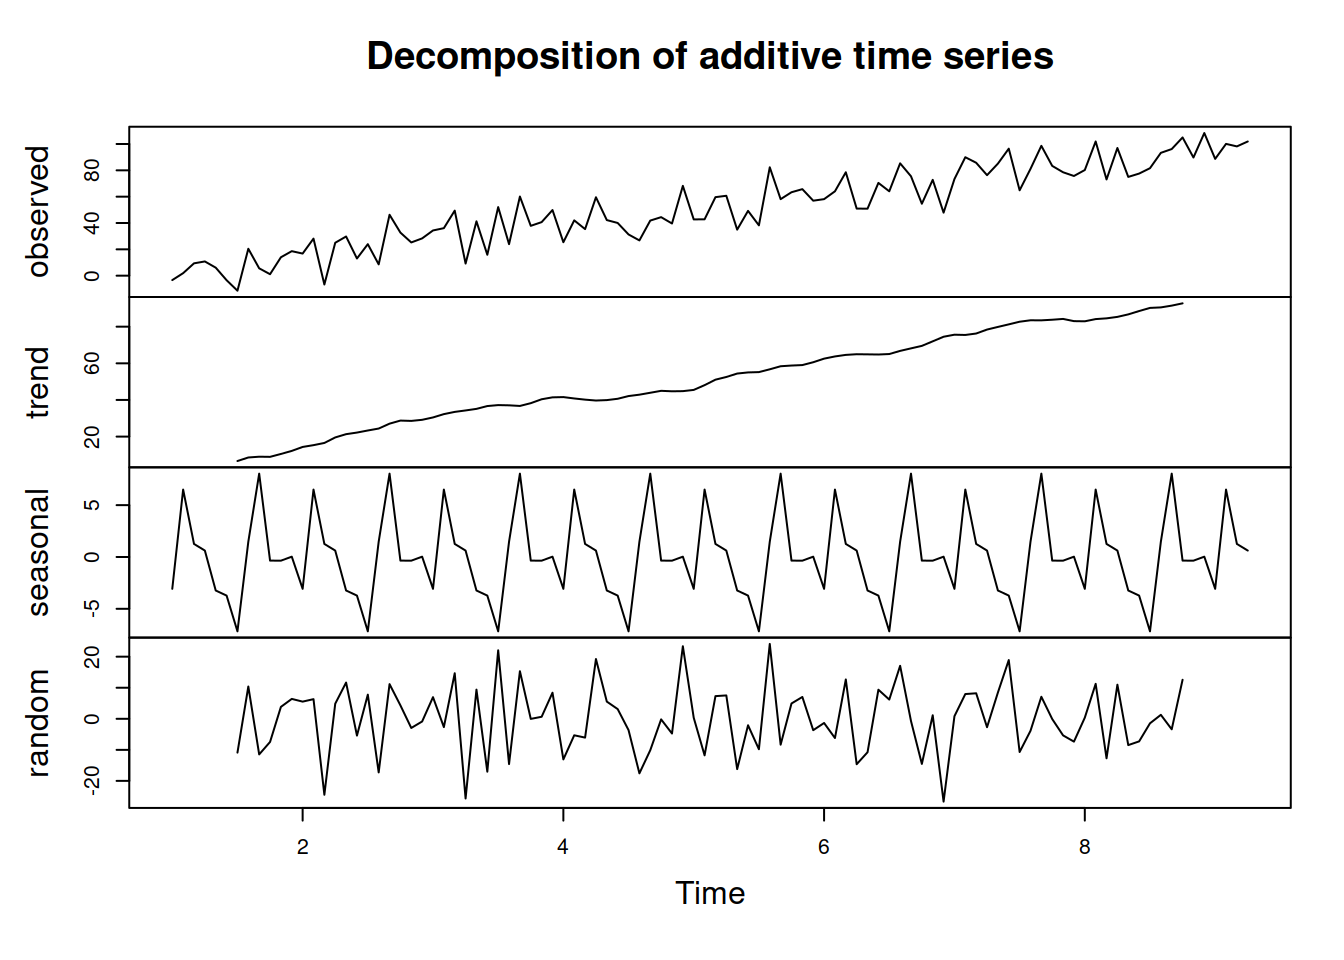 Decomposition of additive time series
observed
0 40 80
trend
20 60
seasonal
-5 0 5
random
-20 0 20
2 4 6 8
Time